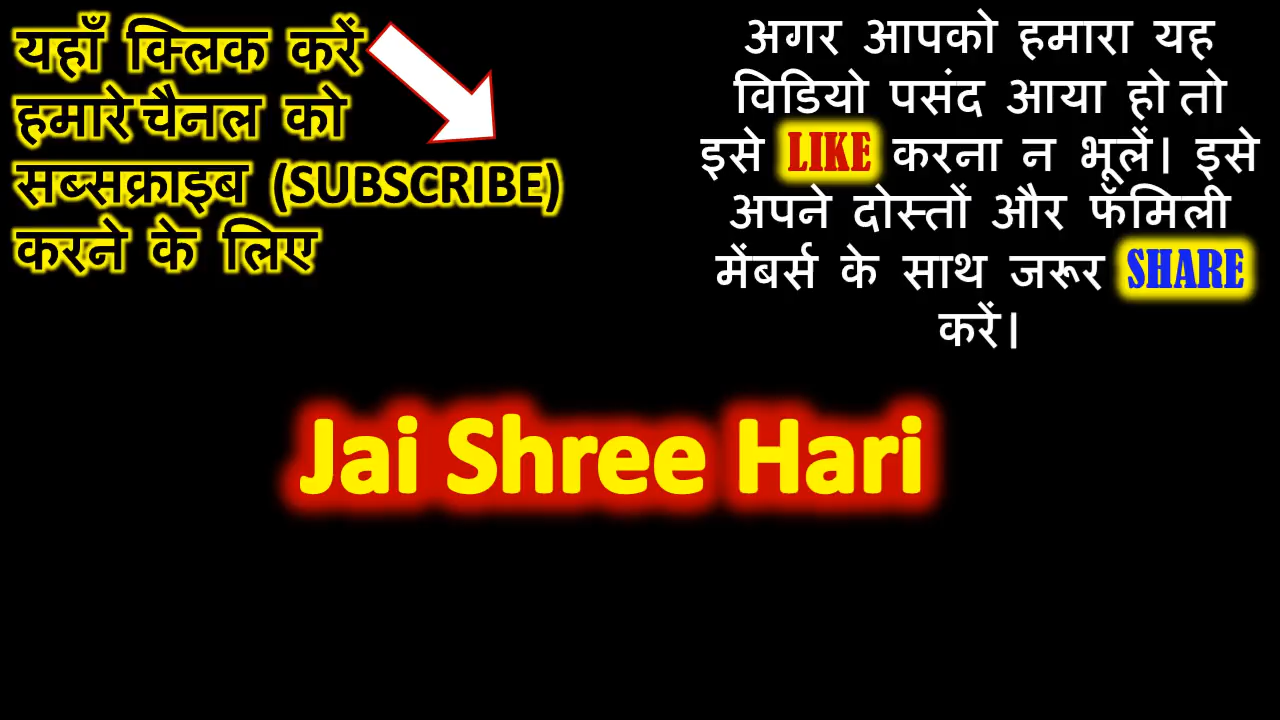 यहाँ क्लिक करें
हमारे चैनल को
सब्सक्राइब (SUBSCRIBE)
करने के लिए
अगर आपको हमारा यह
विडियो पसंद आया हो तो
इसे LIKE करना न भूलें। इसे
अपने दोस्तों और फॅमिली
मेंबर्स के साथ जरूर SHARE
करें।
Jai Shree Hari